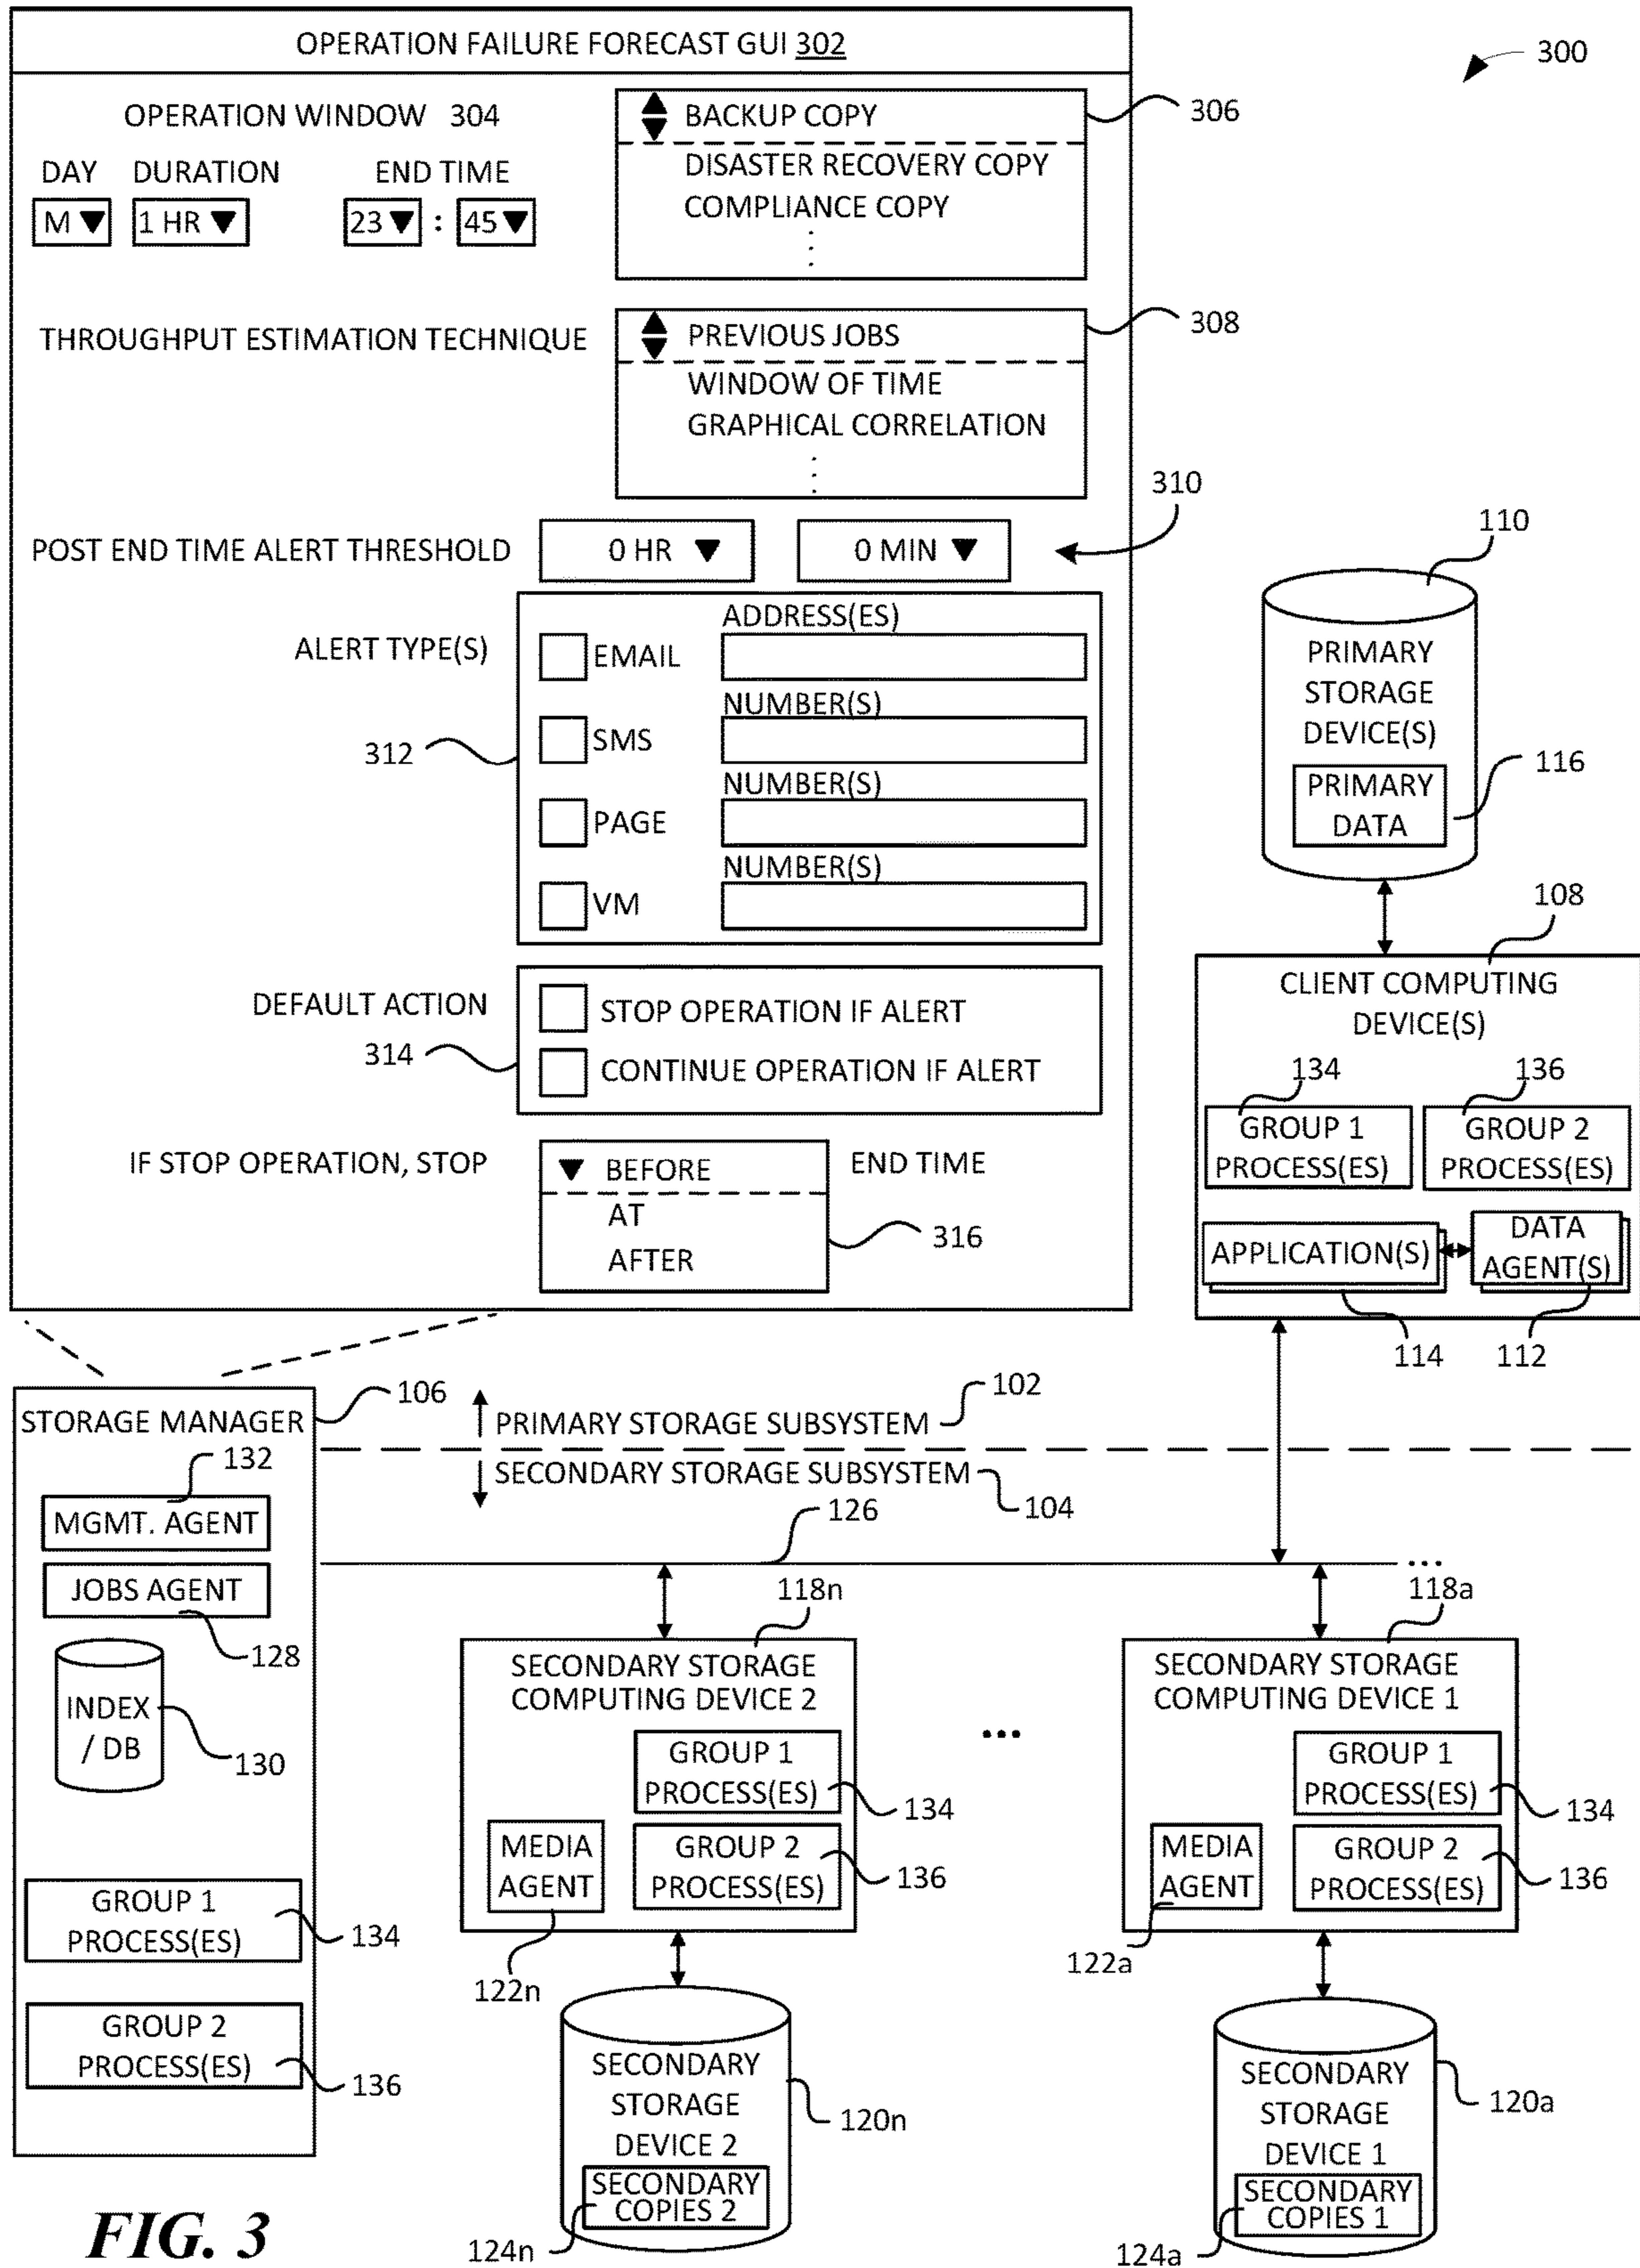 OPERATION FAILURE FORECAST GUI 302
300
OPERATION WINDOW 304
DAY DURATION END TIME
M 1 HR 23 : 45
BACKUP COPY
306
DISASTER RECOVERY COPY
COMPLIANCE COPY
THROUGHPUT ESTIMATION TECHNIQUE
PREVIOUS JOBS
308
WINDOW OF TIME
GRAPHICAL CORRELATION
POST END TIME ALERT THRESHOLD 0 HR 0 MIN
310
ALERT TYPE(S)
312
ADDRESS(ES)
EMAIL
NUMBER(S)
SMS
NUMBER(S)
PAGE
NUMBER(S)
VM
DEFAULT ACTION
314
STOP OPERATION IF ALERT
CONTINUE OPERATION IF ALERT
IF STOP OPERATION, STOP BEFORE END TIME
AT
AFTER
316
110
PRIMARY
STORAGE
DEVICE(S)
PRIMARY
DATA
116
108
CLIENT COMPUTING
DEVICE(S)
134
136
GROUP 1
PROCESS(ES)
GROUP 2
PROCESS(ES)
APPLICATION(S)
DATA
AGENT(S)
114
112
106
STORAGE MANAGER
132
MGMT. AGENT
JOBS AGENT
128
INDEX
/ DB
130
GROUP 1
PROCESS(ES)
134
GROUP 2
PROCESS(ES)
136
PRIMARY STORAGE SUBSYSTEM 102
SECONDARY STORAGE SUBSYSTEM 104
126
...
118n
SECONDARY STORAGE
COMPUTING DEVICE 2
GROUP 1
PROCESS(ES)
134
MEDIA
AGENT
GROUP 2
PROCESS(ES)
136
122n
...
118a
SECONDARY STORAGE
COMPUTING DEVICE 1
GROUP 1
PROCESS(ES)
134
MEDIA
AGENT
GROUP 2
PROCESS(ES)
136
122a
SECONDARY
STORAGE
DEVICE 2
120n
SECONDARY
COPIES 2
124n
SECONDARY
STORAGE
DEVICE 1
120a
SECONDARY
COPIES 1
124a
FIG. 3